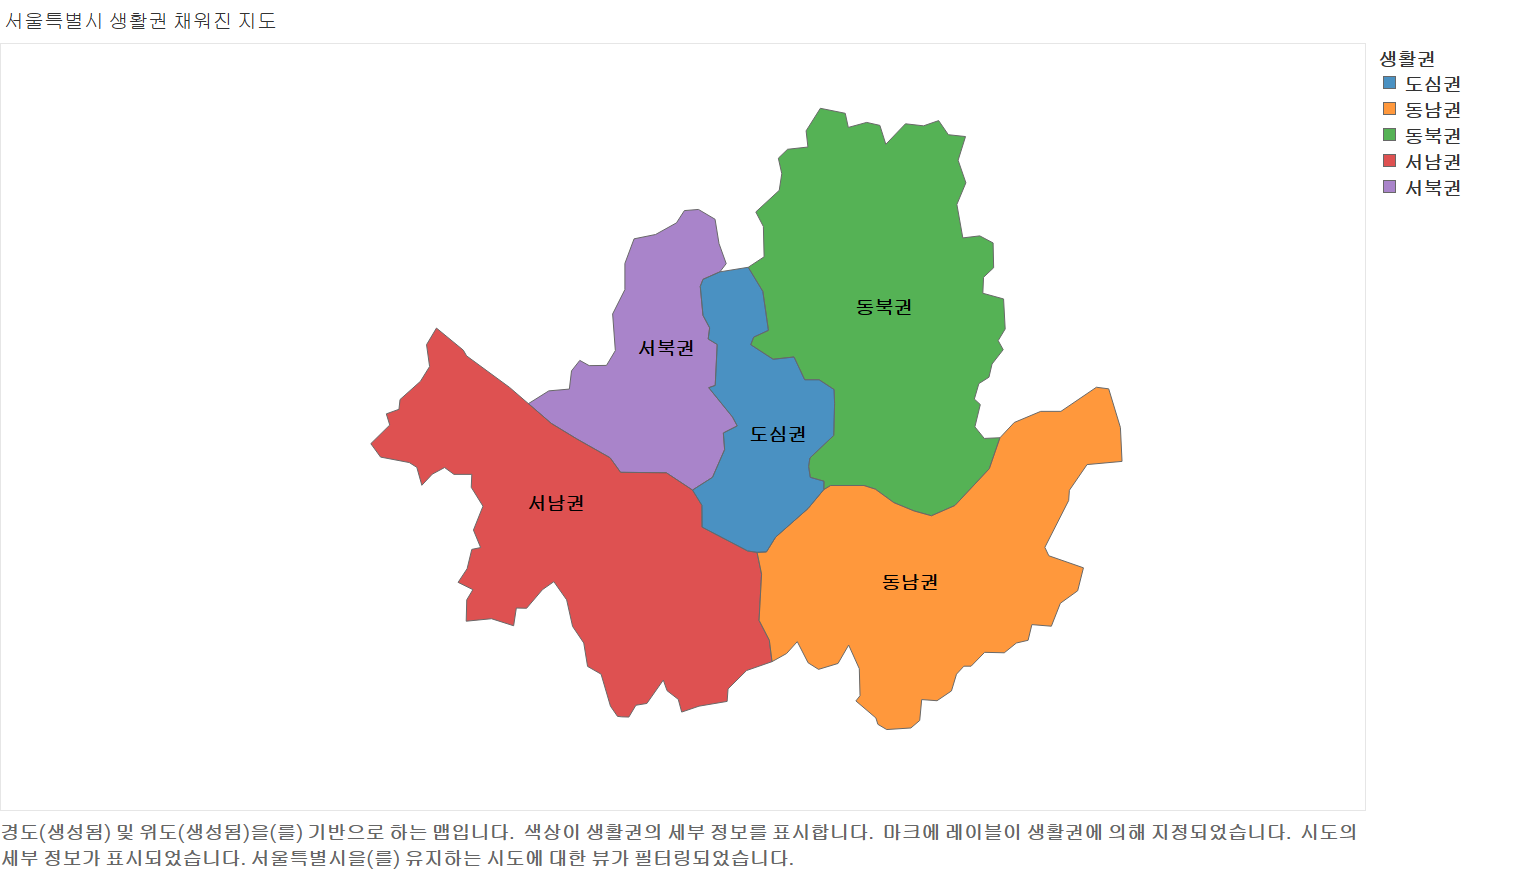 서울특별시 생활권 채워진 지도
생활권
도심권
동남권
동북권
서남권
서북권
동북권
서북권
도심권
서남권
동남권
경도(생성됨) 및 위도(생성됨)을(를) 기반으로 하는 맵입니다.  색상이 생활권의 세부 정보를 표시합니다.  마크에 레이블이 생활권에 의해 지정되었습니다.  시도의
세부 정보가 표시되었습니다. 서울특별시을(를) 유지하는 시도에 대한 뷰가 필터링되었습니다.